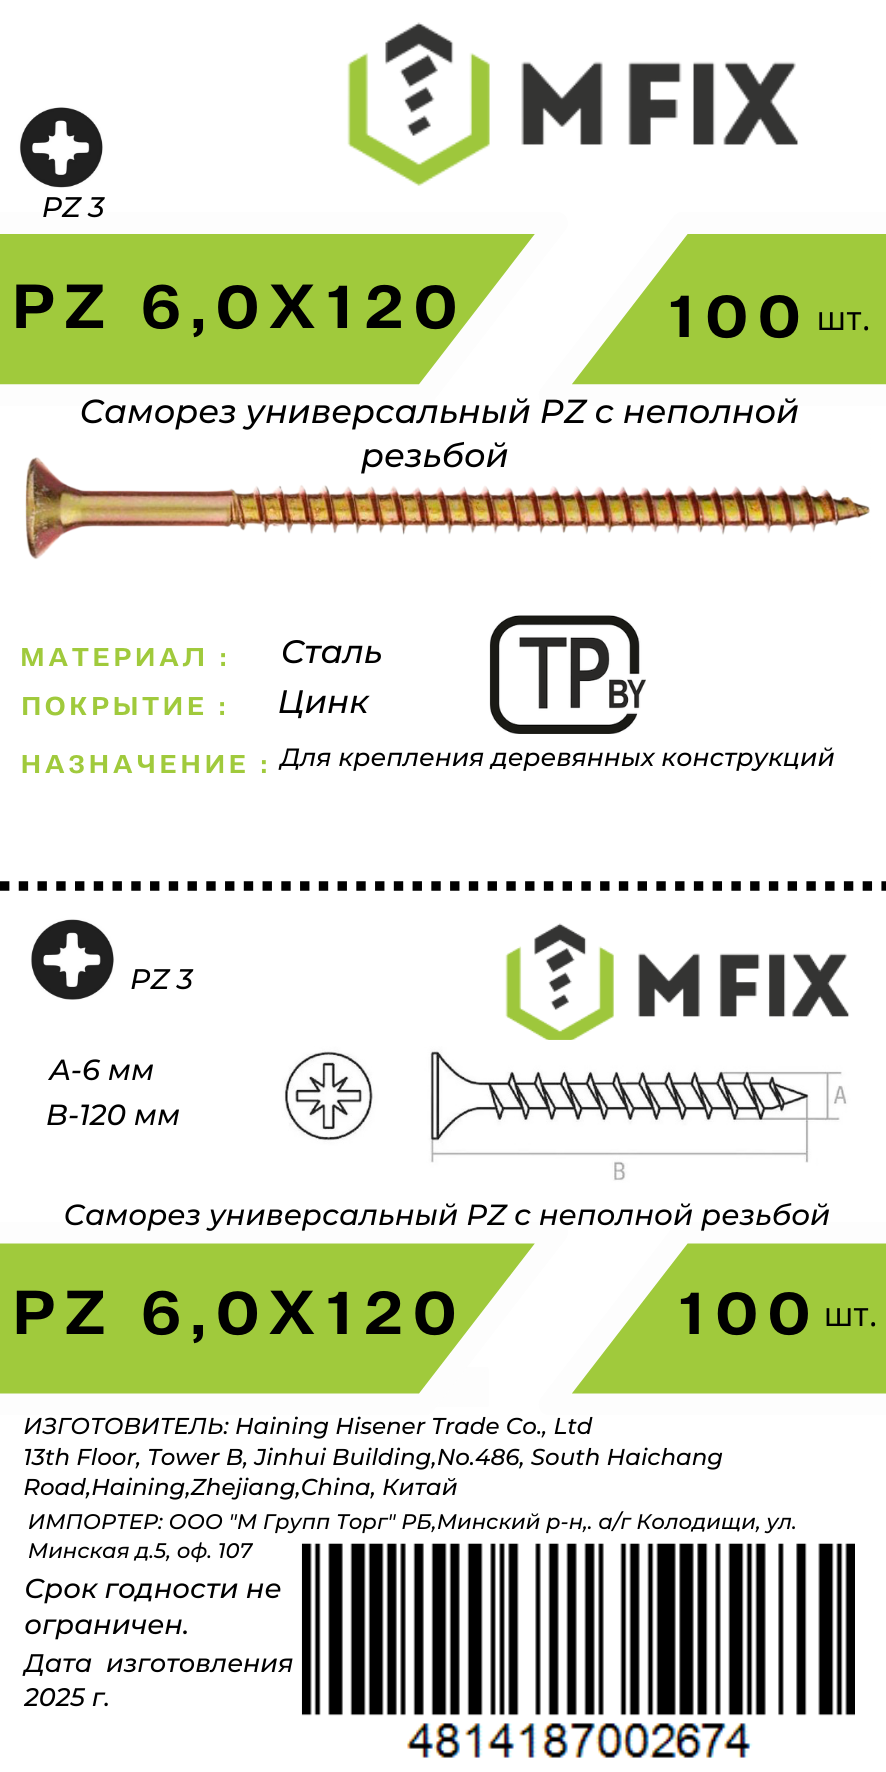 MFIX
PZ 3
PZ 6,0X120
100 шт.
Саморез универсальный PZ с неполной
резьбой
МАТЕРИАЛ : Сталь
ПОКРЫТИЕ : Цинк
ТР BY
НАЗНАЧЕНИЕ : Для крепления деревянных конструкций
PZ 3
MFIX
А-6 мм
В-120 мм
A
B
Саморез универсальный PZ с неполной резьбой
PZ 6,0X120
100 шт.
ИЗГОТОВИТЕЛЬ: Haining Hisener Trade Co., Ltd
13th Floor, Tower B, Jinhui Building,No.486, South Haichang
Road,Haining,Zhejiang,China, Китай
ИМПОРТЕР: ООО "М Групп Торг" РБ,Минский р-н,. а/г Колодищи, ул.
Минская д.5, оф. 107
Срок годности не
ограничен.
Дата изготовления
2025 г.
4814187002674